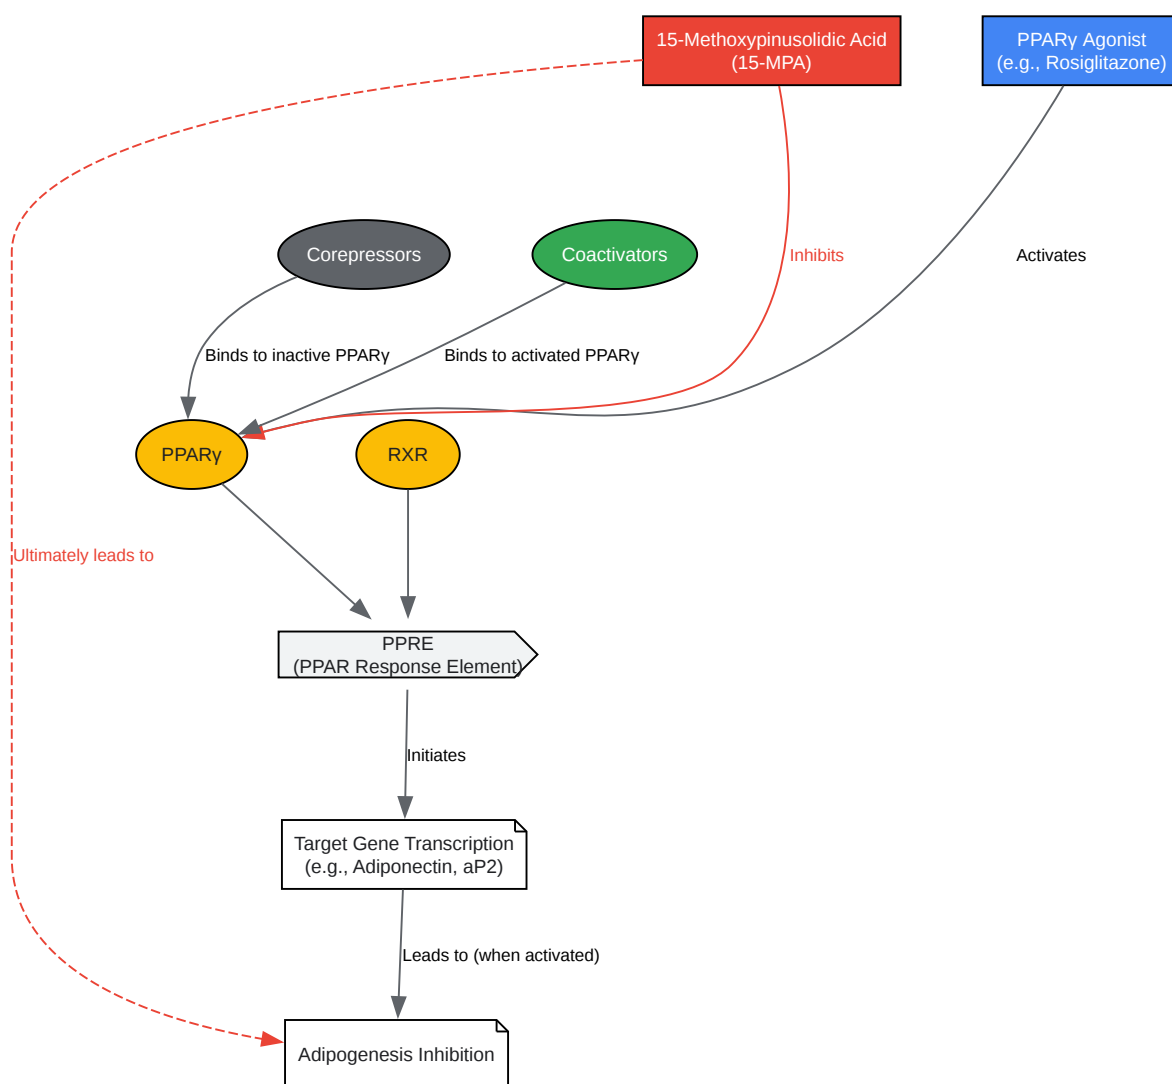 15-Methoxypinusolidic Acid
(15-MPA)
PPARγ Agonist
(e.g., Rosiglitazone)
Corepressors
Coactivators
Inhibits
Activates
Binds to inactive PPARγ
Binds to activated PPARγ
PPARγ
RXR
Ultimately leads to
PPRE
(PPAR Response Element)
Initiates
Target Gene Transcription
(e.g., Adiponectin, aP2)
Leads to (when activated)
Adipogenesis Inhibition